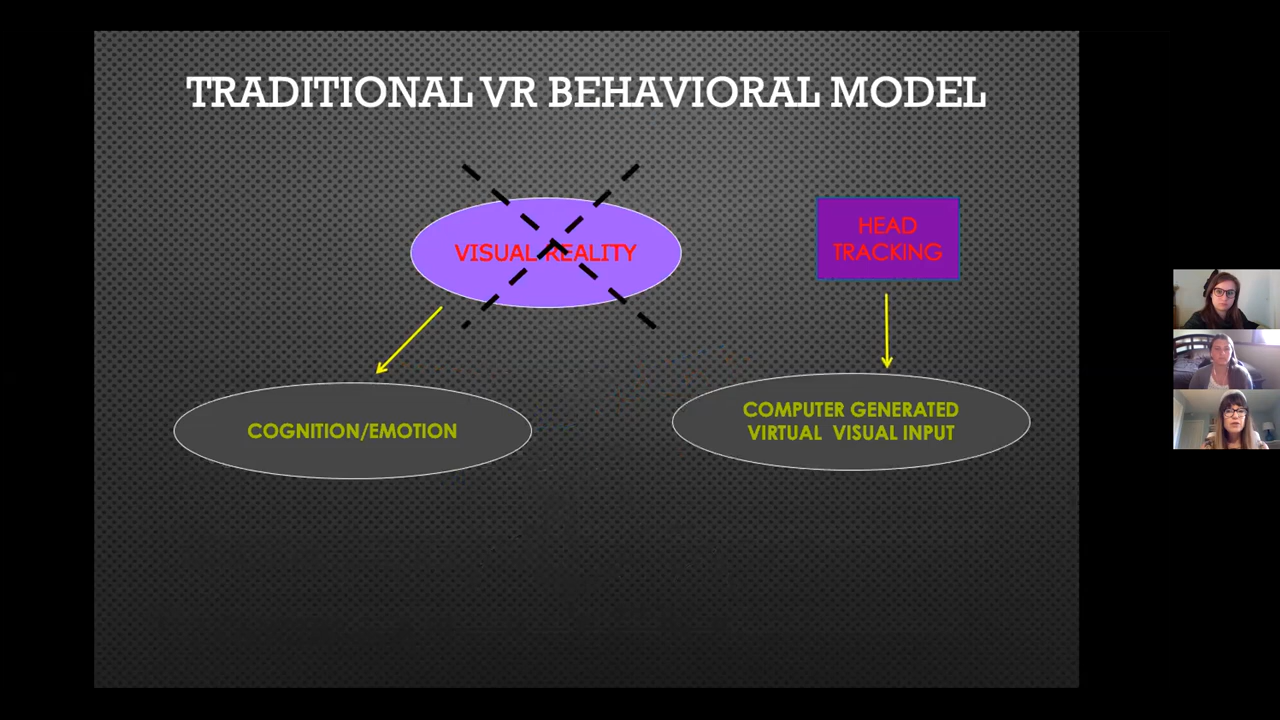 TRADITIONAL VR BEHAVIORAL MODEL
VISUAL REALITY
HEAD
TRACKING
COGNITION/EMOTION
COMPUTER GENERATED
VIRTUAL VISUAL INPUT